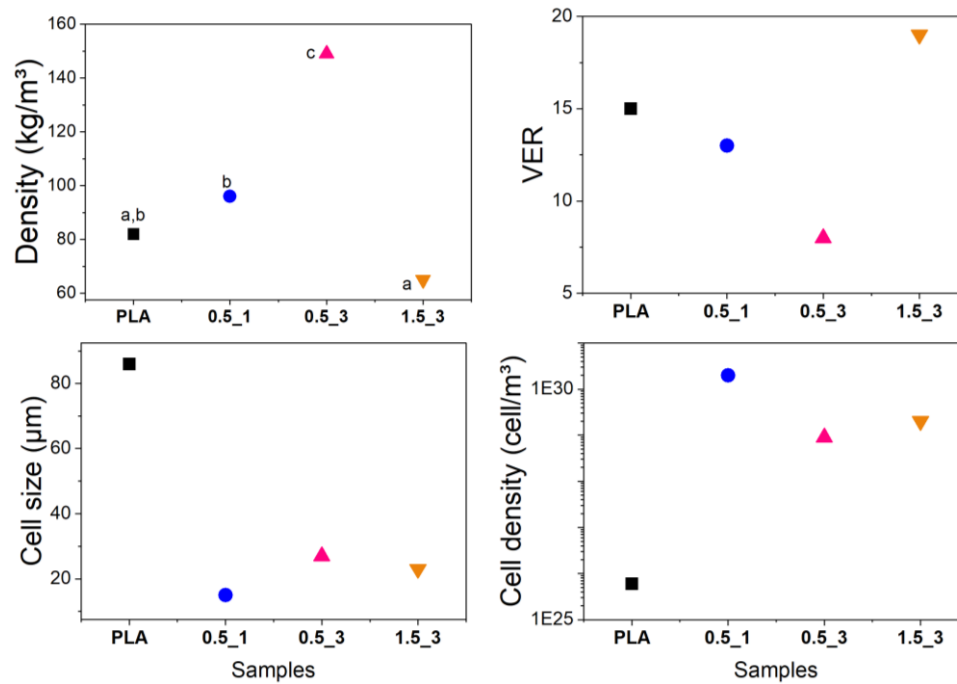 Density (kg/m³)
160
140
120
100
80
60
a,b
b
c
a
PLA
0.5_1
0.5_3
1.5_3
VER
20
15
10
5
PLA
0.5_1
0.5_3
1.5_3
Cell size (µm)
80
60
40
20
PLA
0.5_1
0.5_3
1.5_3
Samples
Cell density (cell/m³)
1E30
1E25
PLA
0.5_1
0.5_3
1.5_3
Samples